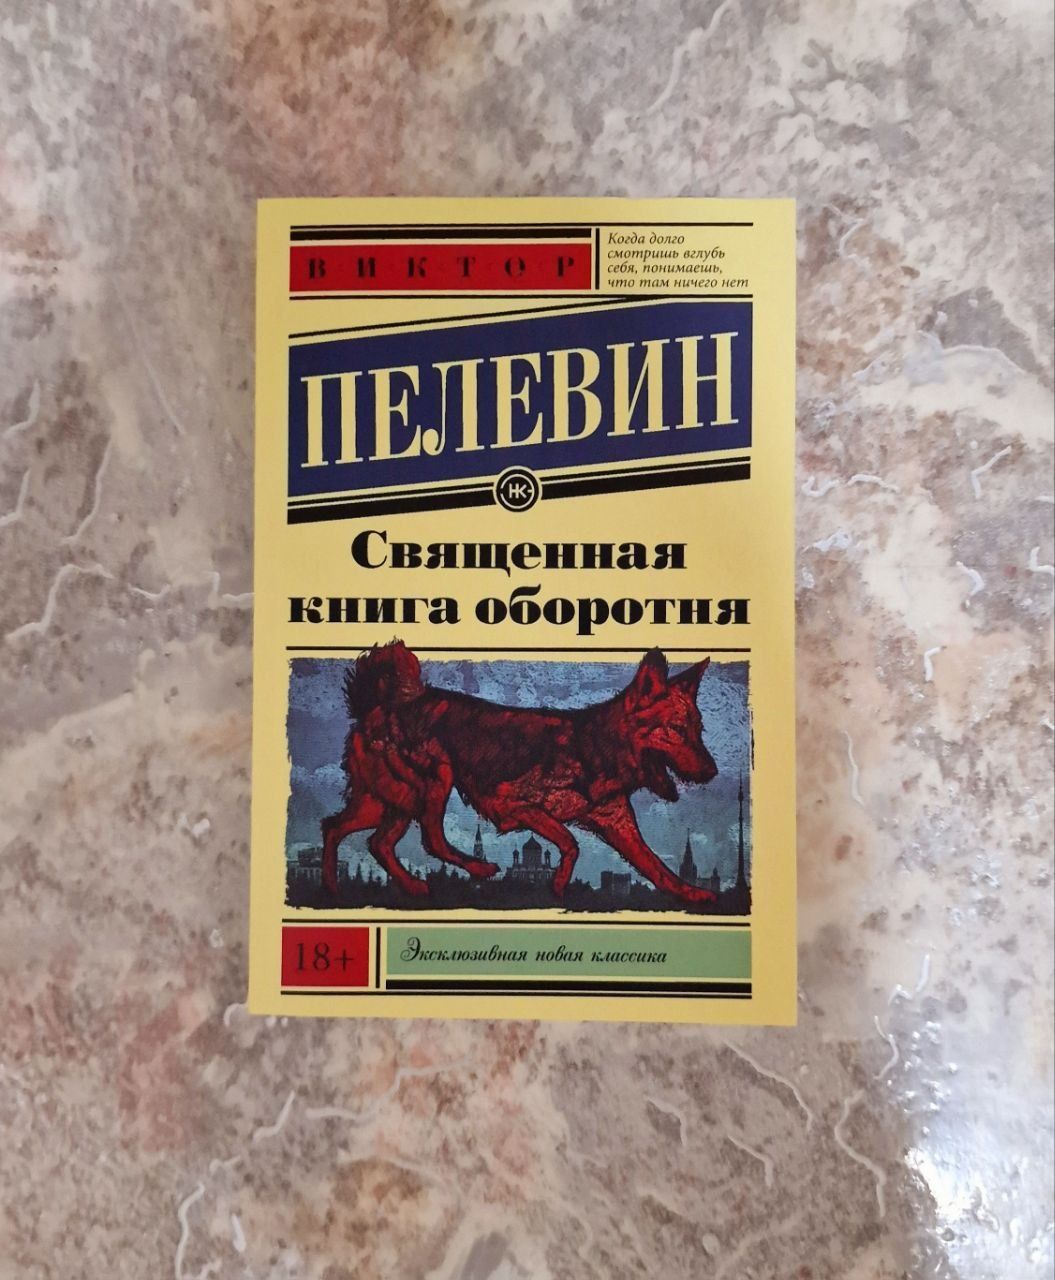 ВИКТОР
Когда долго
смотришь вглубь
себя, понимаешь,
что там ничего нет
ПЕЛЕВИН
НК
Священная
книга оборотня
18+
Эксклюзивная новая классика